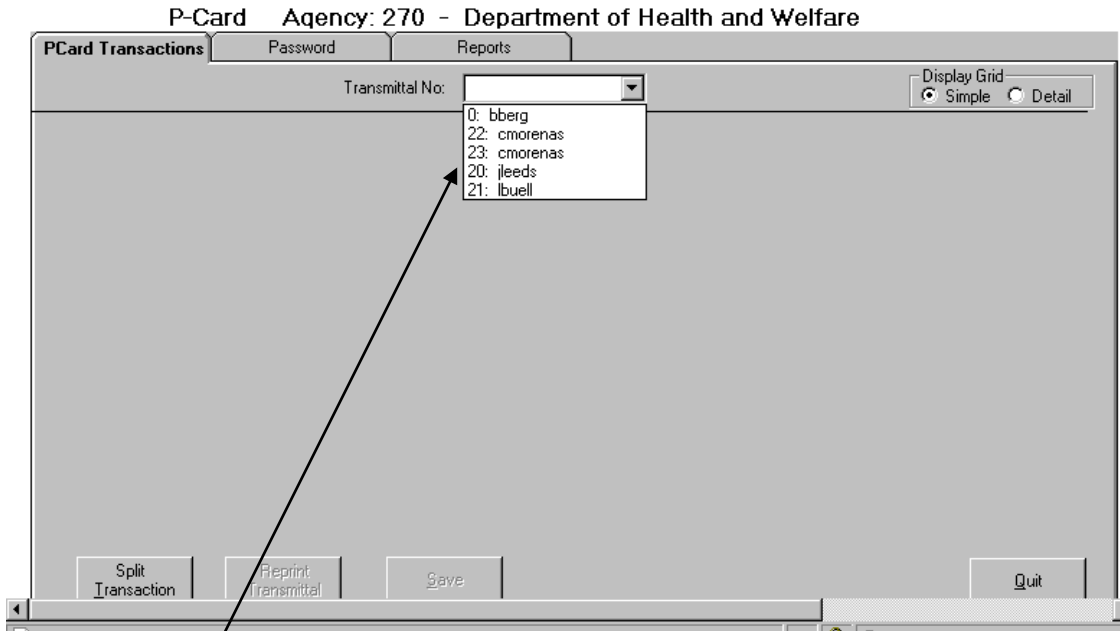 P-Card Agency: 270 - Department of Health and Welfare
PCard Transactions Password Reports
Transmittal No:
Display Grid
Simple Detail
0: bberg
22: cmorenas
23: cmorenas
20: jleeds
21: lbuell
Split Transaction
Reprint Transmittal
Save
Quit